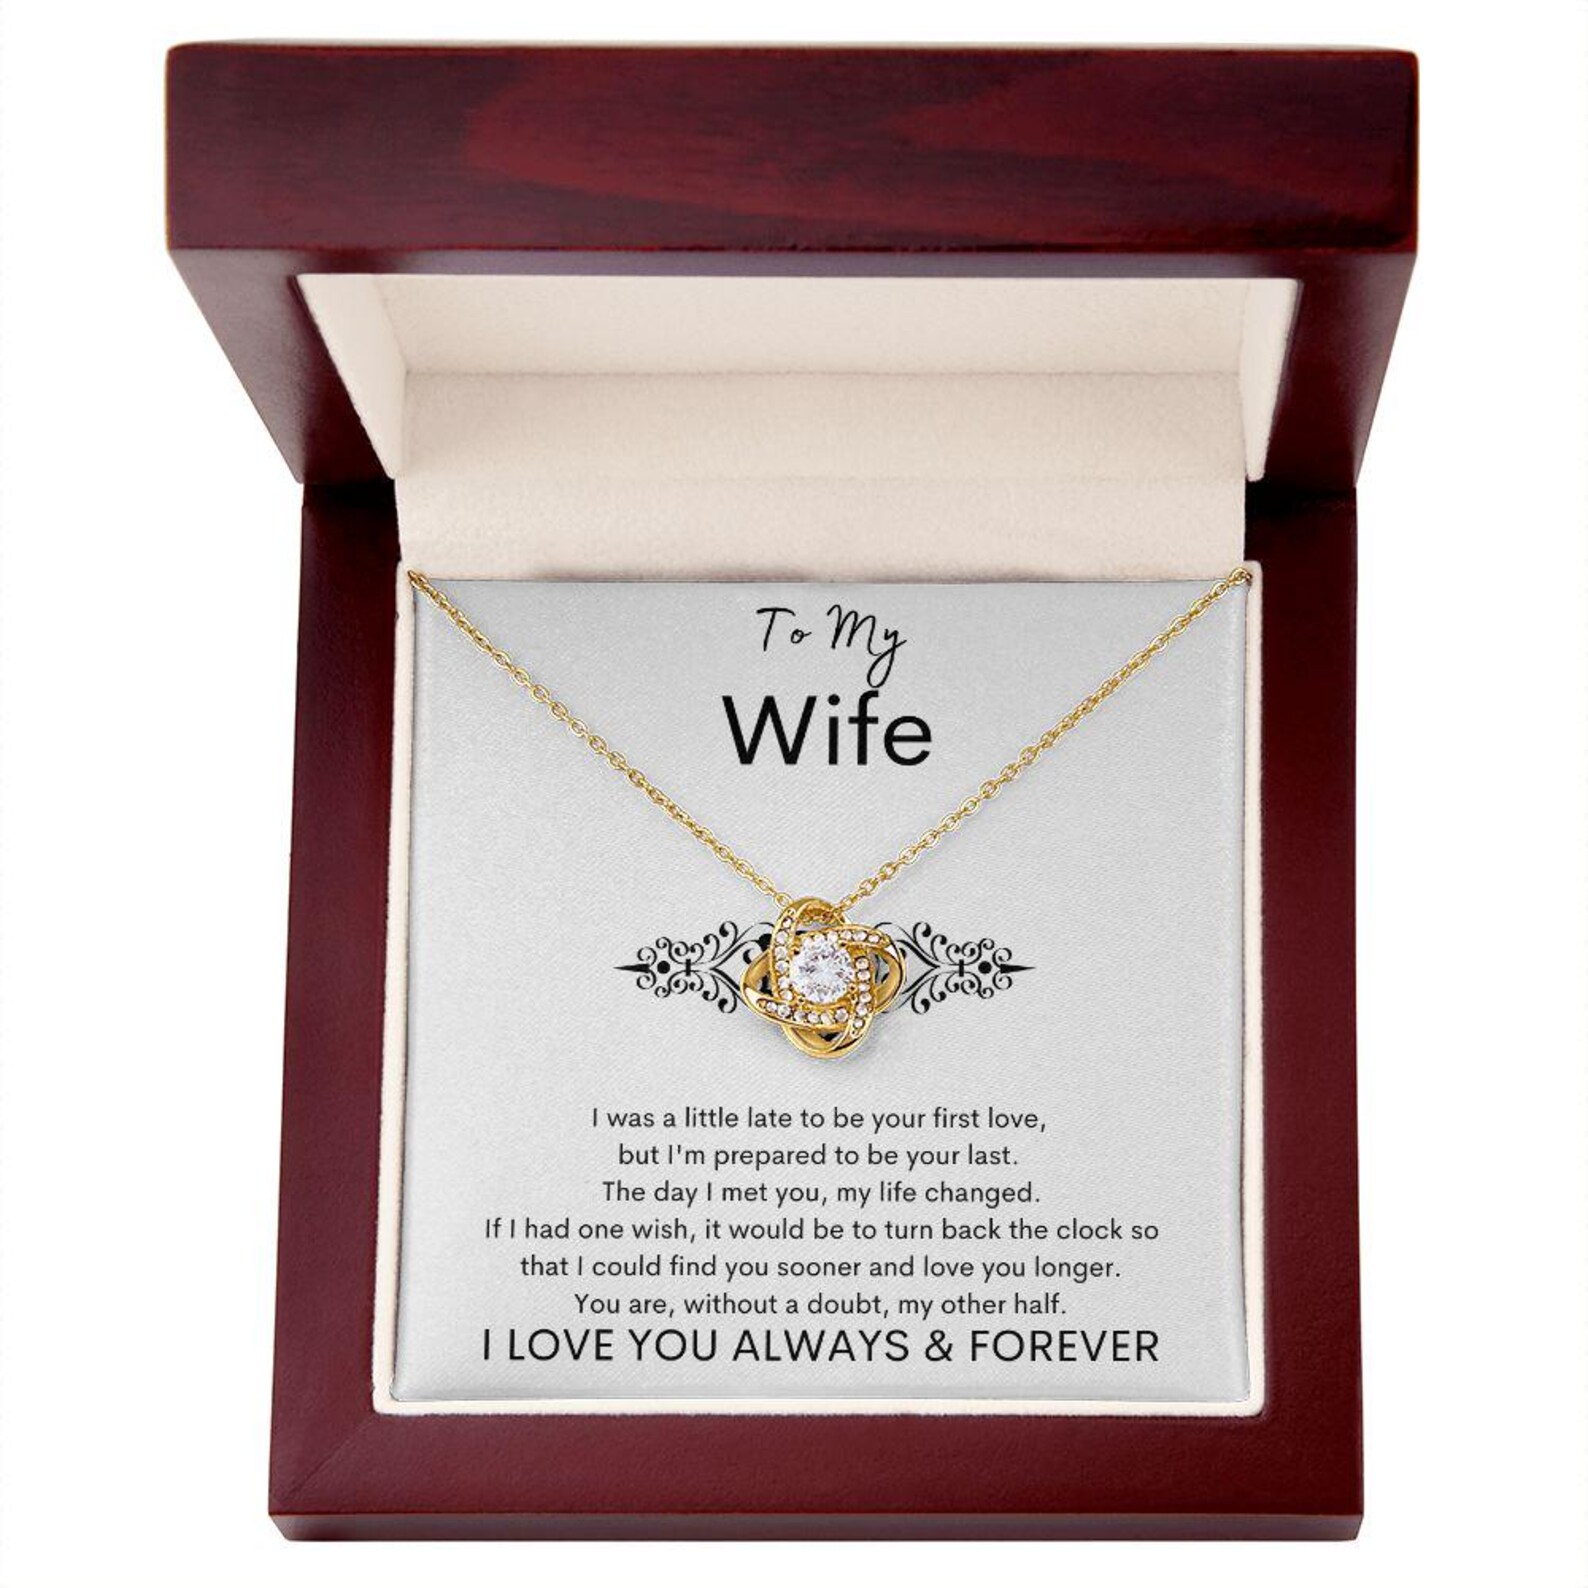 To My
Wife
I was a little late to be your first love,
but I'm prepared to be your last.
The day I met you, my life changed.
If I had one wish, it would be to turn back the clock so
that I could find you sooner and love you longer.
You are, without a doubt, my other half.
I LOVE YOU ALWAYS & FOREVER